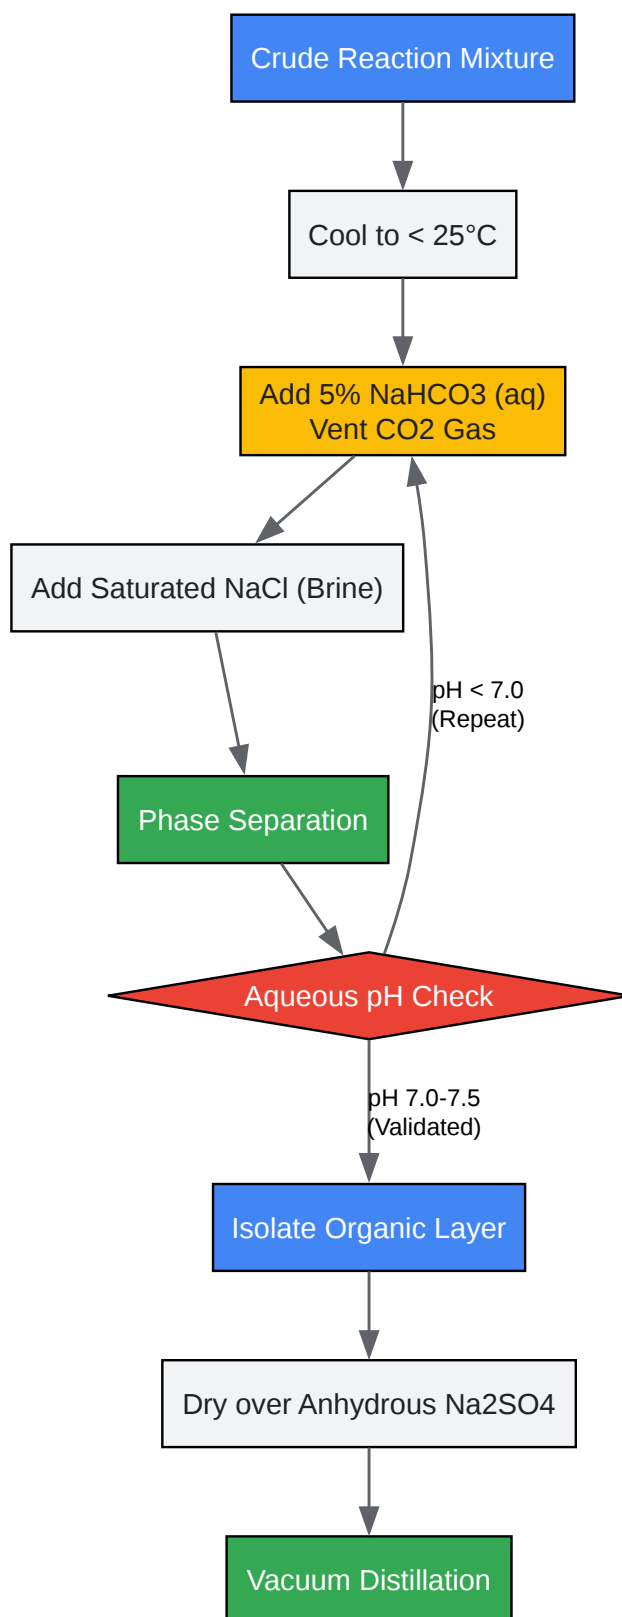 Crude Reaction Mixture
Cool to < 25°C
Add 5% NaHCO3 (aq)
Vent CO2 Gas
Add Saturated NaCl (Brine)
pH < 7.0
(Repeat)
Phase Separation
Aqueous pH Check
pH 7.0-7.5
(Validated)
Isolate Organic Layer
Dry over Anhydrous Na2SO4
Vacuum Distillation